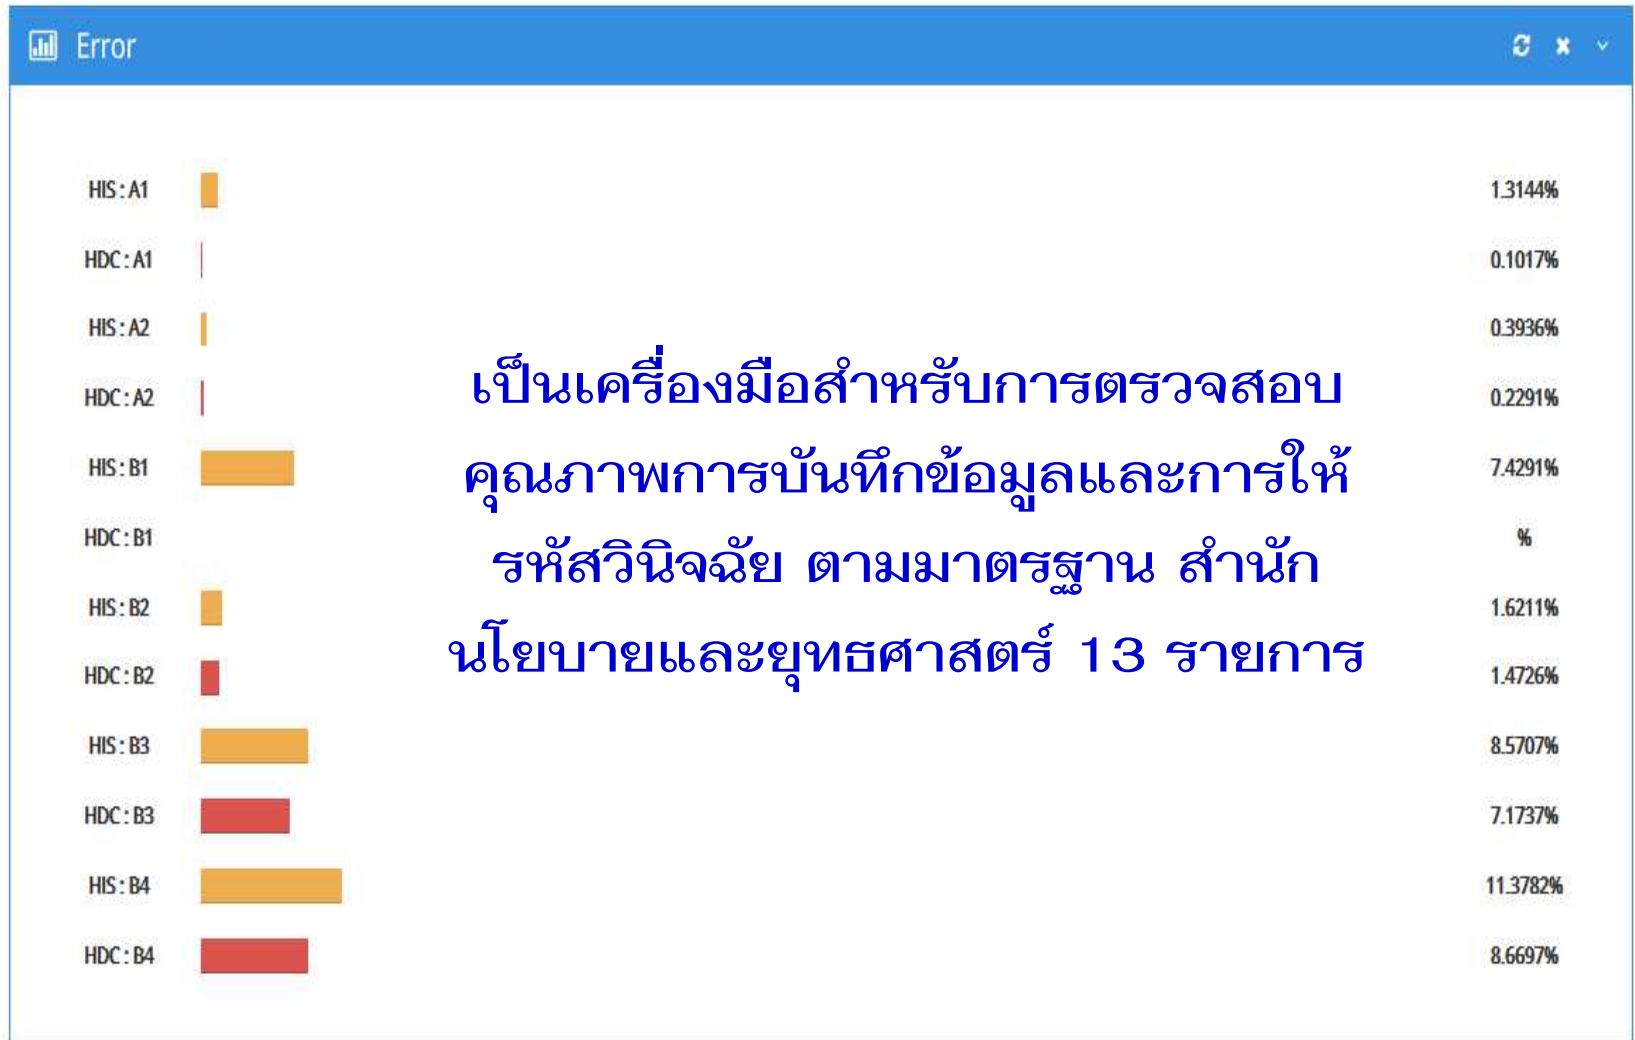 Error
HIS : A1 1.3144%
HDC : A1 0.1017%
HIS : A2 0.3936%
HDC : A2 0.2291%
HIS : B1 7.4291%
HDC : B1 %
HIS : B2 1.6211%
HDC : B2 1.4726%
HIS : B3 8.5707%
HDC : B3 7.1737%
HIS : B4 11.3782%
HDC : B4 8.6697%
เป็นเครื่องมือสำหรับการตรวจสอบ
คุณภาพการบันทึกข้อมูลและการให้
รหัสวินิจฉัย ตามมาตรฐาน สำนัก
นโยบายและยุทธศาสตร์ 13 รายการ